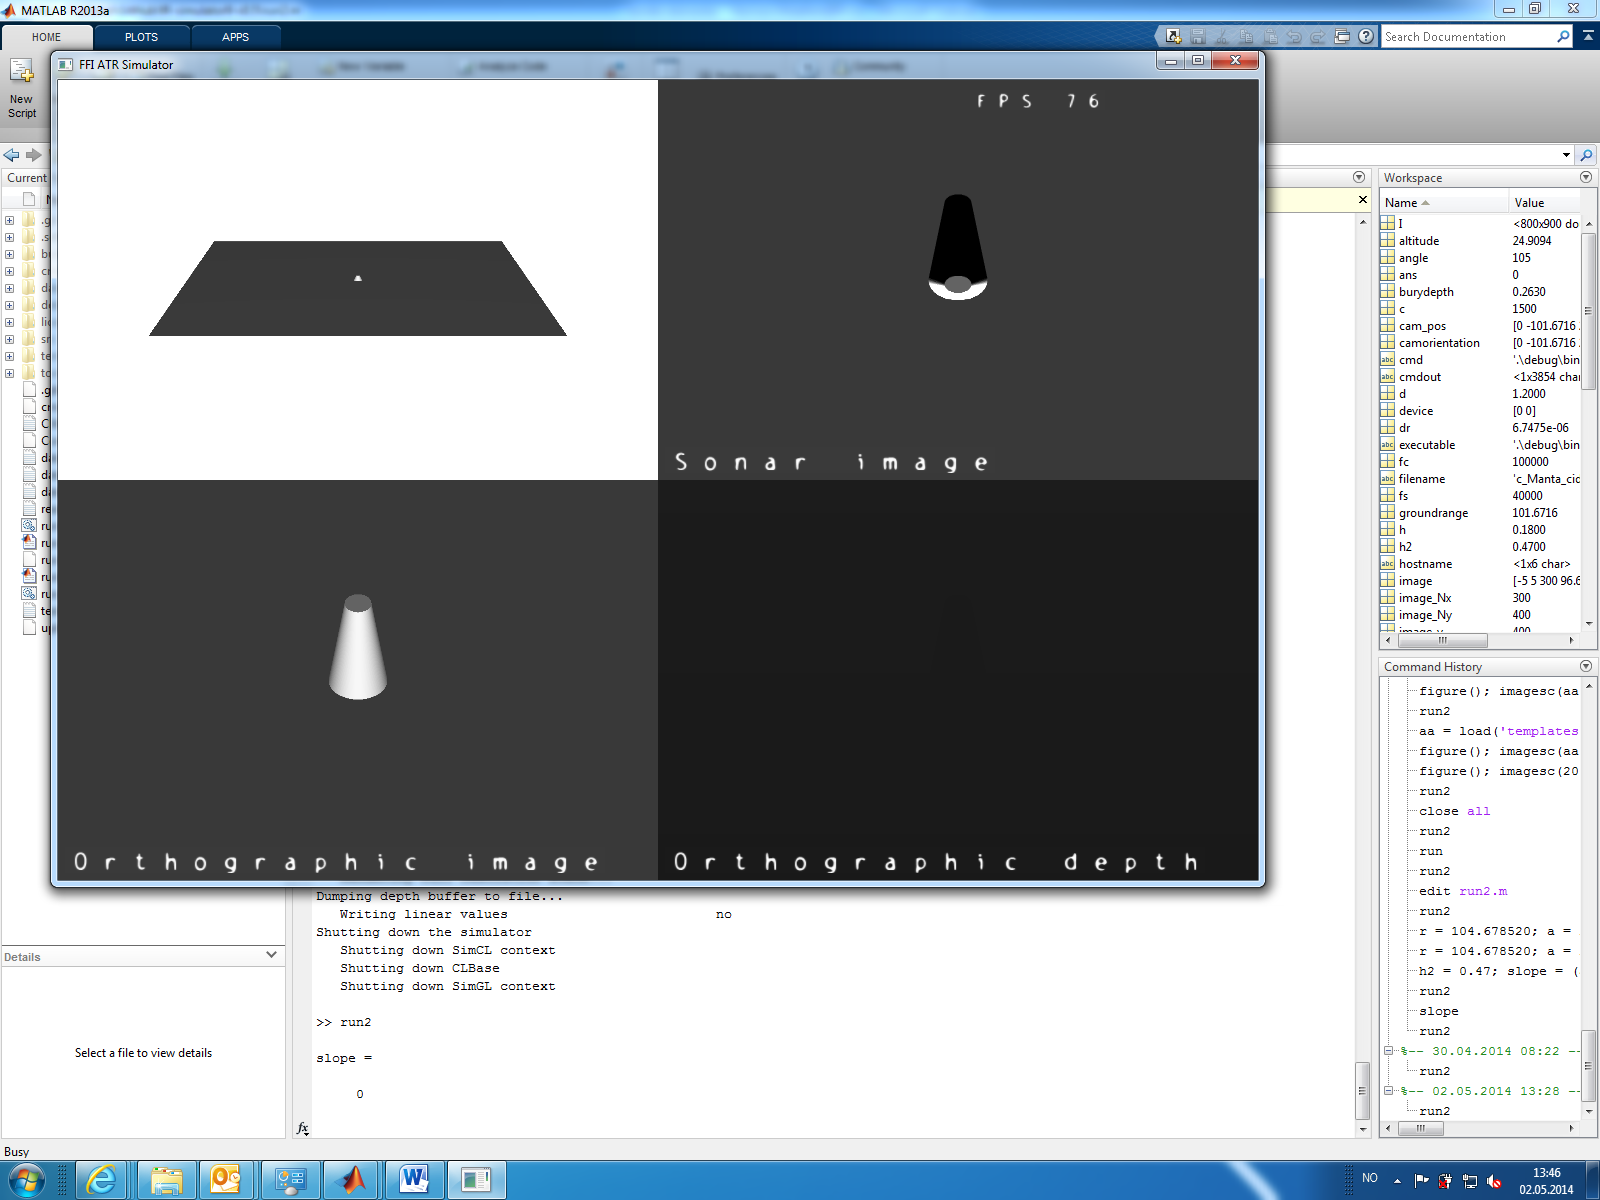 MATLAB R2013a
HOME PLOTS APPS
Search Documentation
FFI ATR Simulator
New
Script
FPS 76
Sonar image
Orthographic image
Orthographic depth
Current
Workspace
Name Value
I <800x900 do
altitude 24.9094
angle 105
ans 0
burydepth 0.2630
c 1500
cam_pos [0 -101.6716
camorientation [0 -101.6716
cmd '.\debug\bin
cmdout <1x3854 cha
d 1.2000
device [0 0]
dr 6.7475e-06
executable '.\debug\bin
fc 100000
filename 'c_Manta_cic
fs 40000
groundrange 101.6716
h 0.1800
h2 0.4700
hostname <1x6 char>
image [-5 5 300 96.6
image_Nx 300
image_Ny 400
Command History
figure(); imagesc(aa
run2
aa = load('templates
figure(); imagesc(aa
figure(); imagesc(20
run2
close all
run2
run
run2
edit run2.m
run2
r = 104.678520; a =
r = 104.678520; a =
h2 = 0.47; slope = (
run2
slope
run2
%-- 30.04.2014 08:22 --
run2
%-- 02.05.2014 13:28 --
run2
Dumping depth buffer to file...
Writing linear values no
Shutting down the simulator
Shutting down SimCL context
Shutting down CLBase
Shutting down SimGL context
>> run2
slope =
0
fx
Details
Select a file to view details
Busy
NO
13:46
02.05.2014